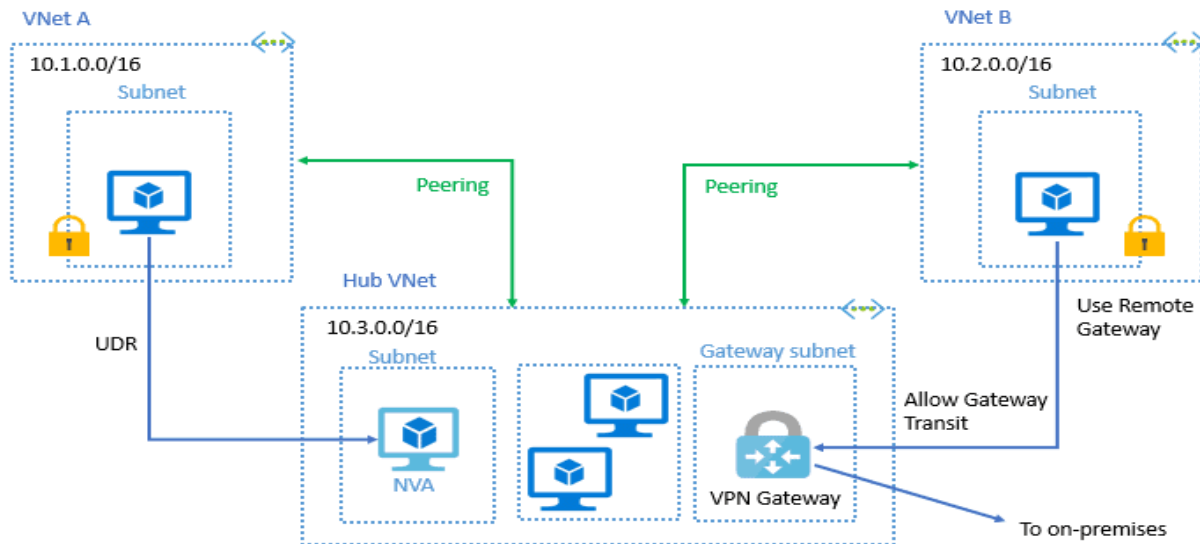 VNet A
VNet B
10.1.0.0/16
10.2.0.0/16
Subnet
Subnet
Peering
Peering
Hub VNet
Use Remote
Gateway
10.3.0.0/16
UDR
Subnet
Gateway subnet
Allow Gateway
Transit
NVA
VPN Gateway
To on-premises